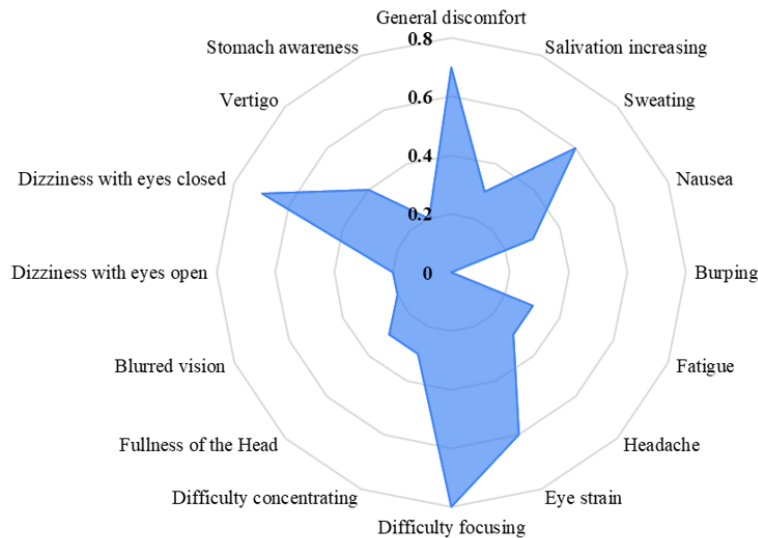 General discomfort
Stomach awareness
0.8
Salivation increasing
Vertigo
0.6
Sweating
0.4
Dizziness with eyes closed
Nausea
0.2
Dizziness with eyes open
0
Burping
Blurred vision
Fatigue
Fullness of the Head
Headache
Difficulty concentrating
Eye strain
Difficulty focusing